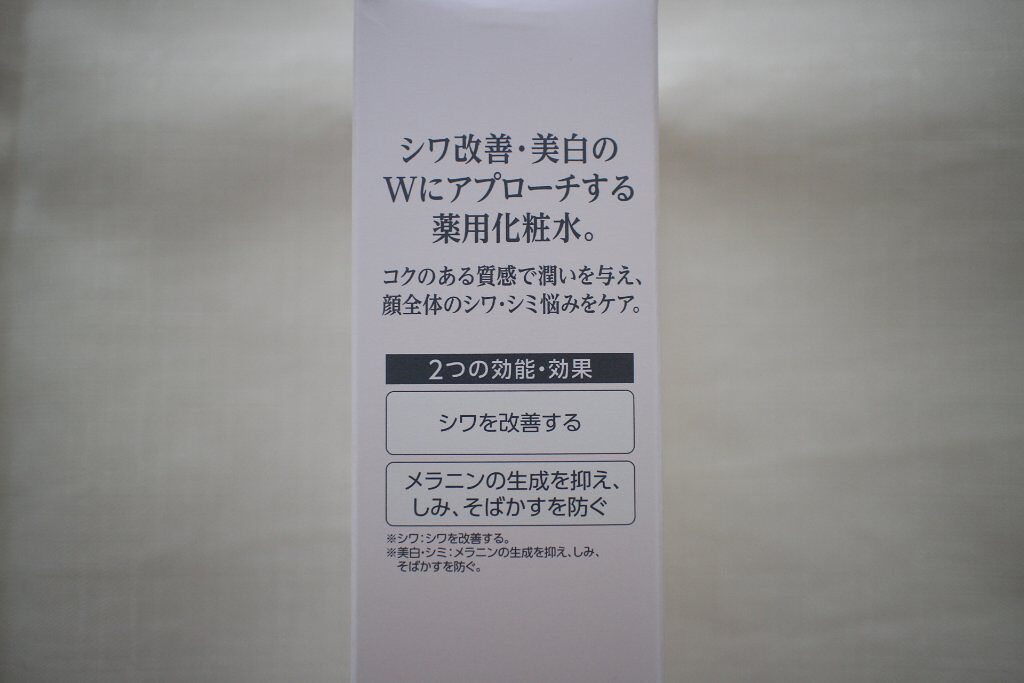 シワ改善・美白の
Wにアプローチする
薬用化粧水。
コクのある質感で潤いを与え、
顔全体のシワ・シミ悩みをケア。
2つの効能・効果
シワを改善する
メラニンの生成を抑え、
しみ、そばかすを防ぐ
※シワ：シワを改善する。
※美白・シミ：メラニンの生成を抑え、しみ、
そばかすを防ぐ。